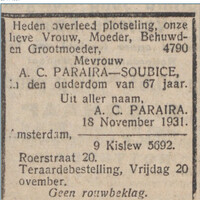 Heden overleed plotseling, onze
lieve Vrouw, Moeder, Behuwd-
en Grootmoeder, 4790
Mevrouw
A. C. PARAIRA—SOUBICE,
in den ouderdom van 67 jaar.
Uit aller naam,
A. C. PARAIRA.
18 November 1931.
Amsterdam,
9 Kislew 5692.
Roerstraat 20.
Teraardebestelling, Vrijdag 20
November.
Geen rouwbeklag.